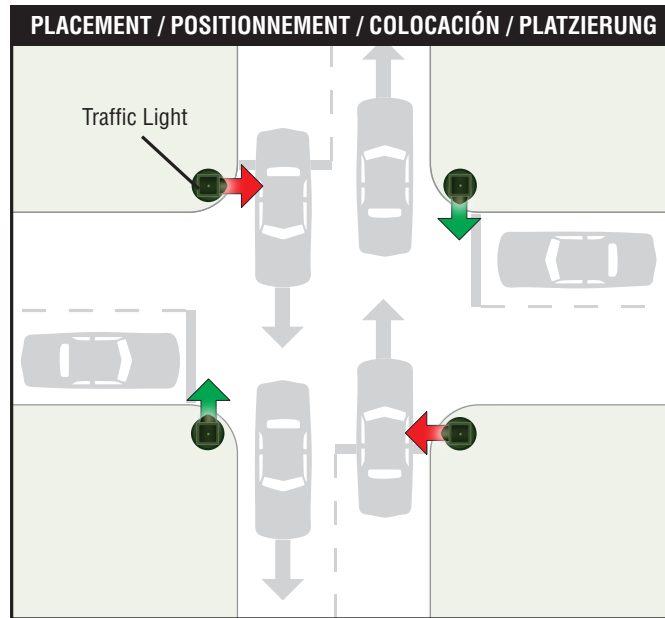 PLACEMENT / POSITIONNEMENT / COLOCACIÓN / PLATZIERUNG
Traffic Light